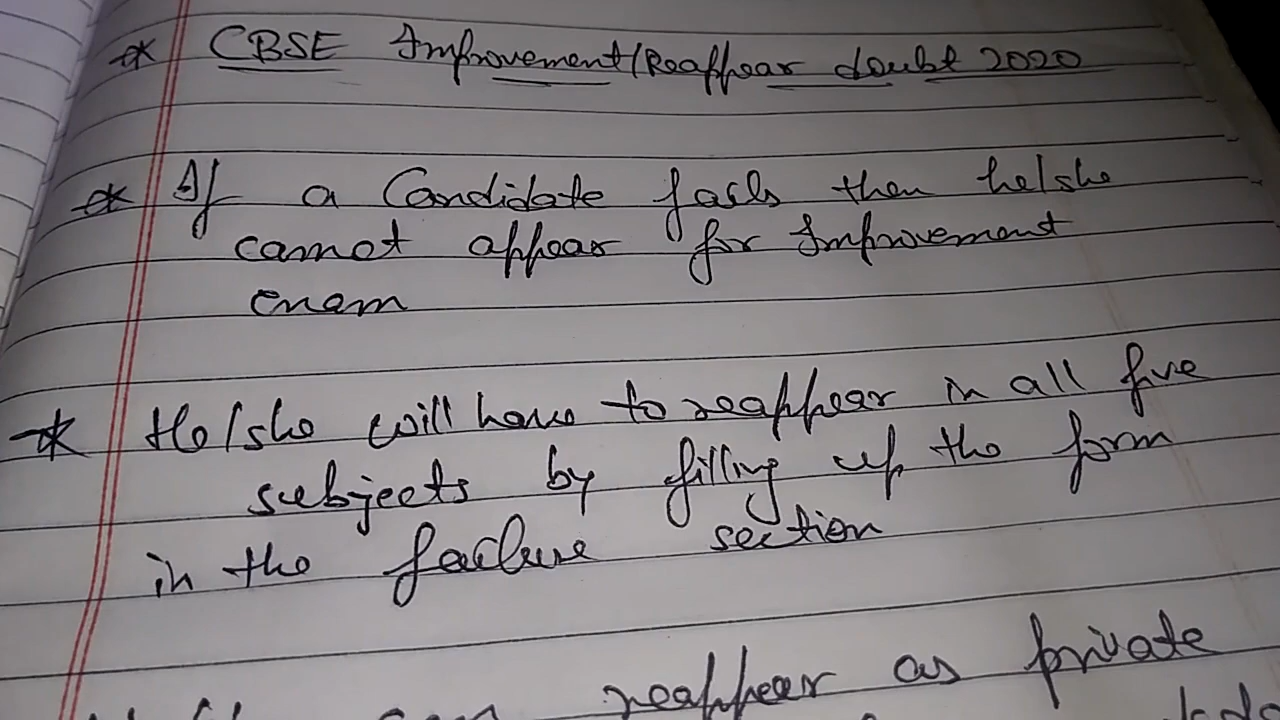 * CBSE Improvement/Reappear doubt 2020
* If a Candidate fails then he/she
cannot appear for Improvement
exam
* He/she will have to reappear in all five
subjects by filling up the form
in the failure section
reappear as private